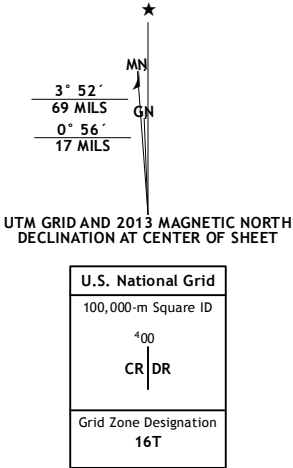 ★
MN
3° 52´
69 MILS
GN
0° 56´
17 MILS
UTM GRID AND 2013 MAGNETIC NORTH
DECLINATION AT CENTER OF SHEET
U.S. National Grid
100,000-m Square ID
⁴00
CR DR
Grid Zone Designation
16T